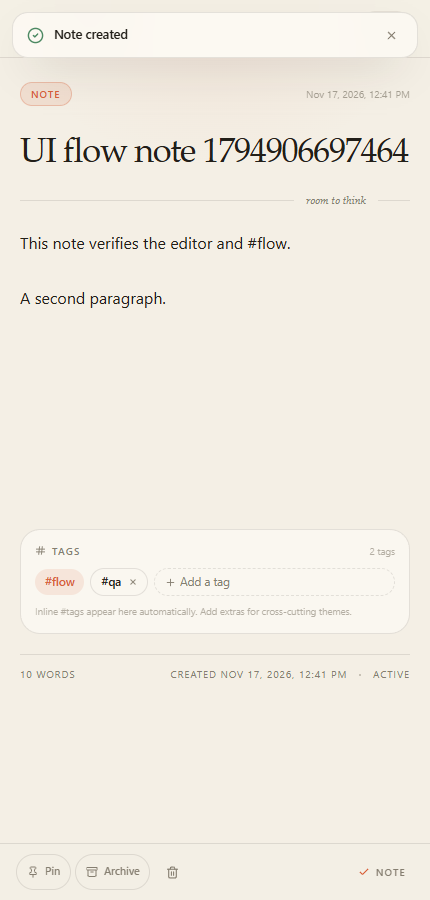 Note created
NOTE
Nov 17, 2026, 12:41 PM
UI flow note 1794906697464
room to think
This note verifies the editor and #flow.
A second paragraph.
# TAGS
2 tags
#flow #qa × + Add a tag
Inline #tags appear here automatically. Add extras for cross-cutting themes.
10 WORDS
CREATED NOV 17, 2026, 12:41 PM · ACTIVE
Pin
Archive
NOTE